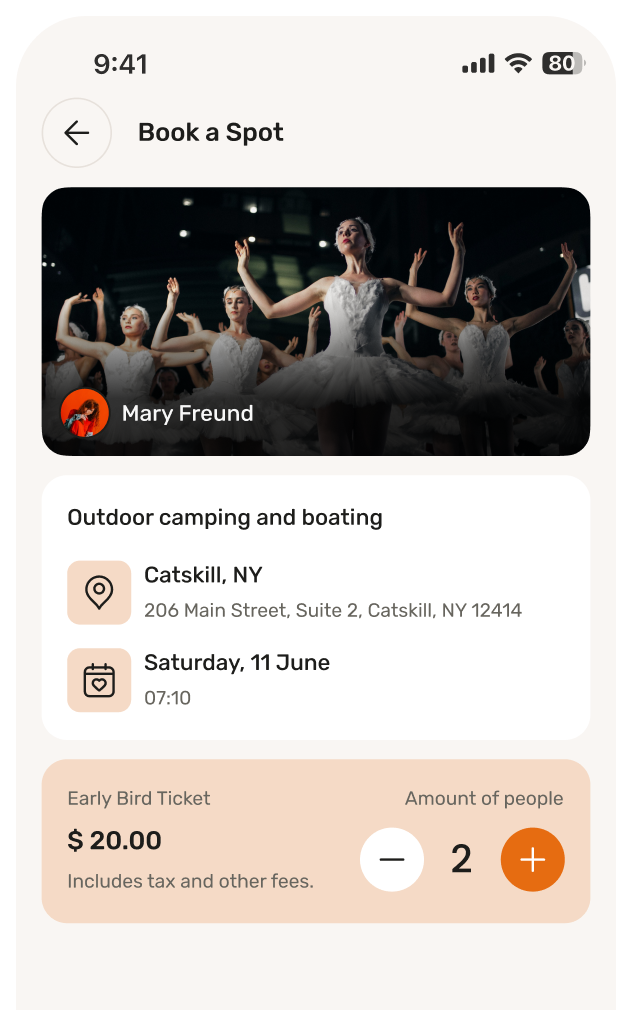 9:41
80
Book a Spot
Mary Freund
Outdoor camping and boating
Catskill, NY
206 Main Street, Suite 2, Catskill, NY 12414
Saturday, 11 June
07:10
Early Bird Ticket
Amount of people
$ 20.00
2
Includes tax and other fees.